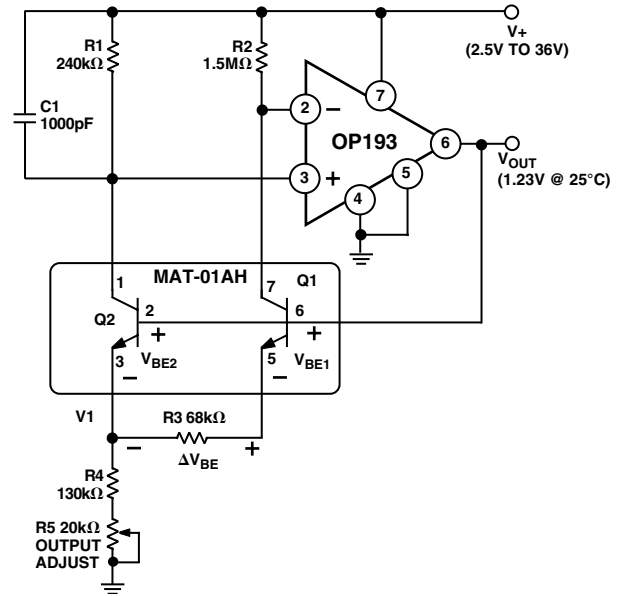 V+
(2.5V TO 36V)
R1
240kΩ
R2
1.5MΩ
C1
1000pF
7
2
−
OP193
6
VOUT
(1.23V @ 25°C)
3
+
5
4
MAT-01AH
1
7
Q1
Q2
2
6
+
+
3
VBE2
5
VBE1
−
−
V1
R3 68kΩ
−
+
ΔVBE
R4
130kΩ
R5 20kΩ
OUTPUT
ADJUST